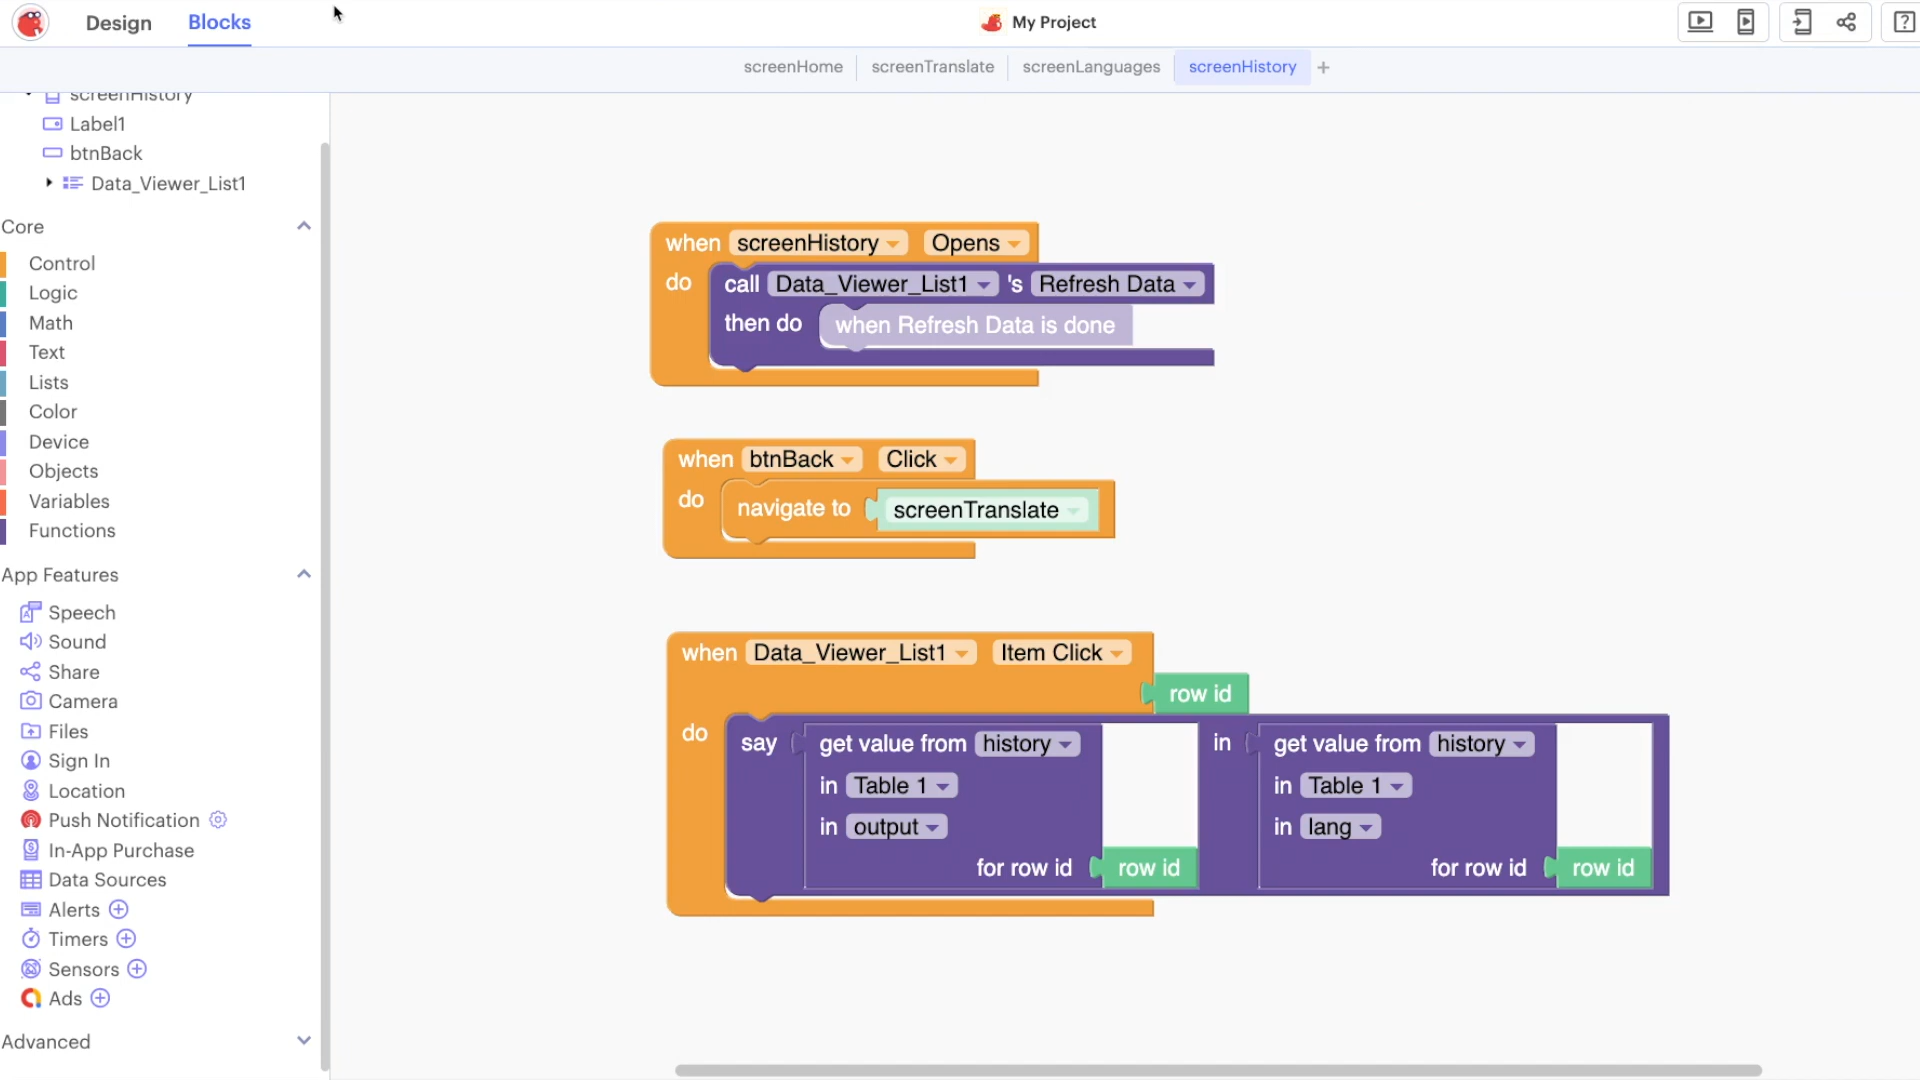 Design
Blocks
My Project
screenHome
screenTranslate
screenLanguages
screenHistory
+
screenHistory
Label1
btnBack
Data_Viewer_List1
Core
Control
Logic
Math
Text
Lists
Color
Device
Objects
Variables
Functions
App Features
Speech
Sound
Share
Camera
Files
Sign In
Location
Push Notification
In-App Purchase
Data Sources
Alerts
Timers
Sensors
Ads
Advanced
when screenHistory Opens
do call Data_Viewer_List1 's Refresh Data
then do when Refresh Data is done
when btnBack Click
do navigate to screenTranslate
when Data_Viewer_List1 Item Click
row id
do say get value from history in get value from history
in Table 1 in Table 1
in output in lang
for row id row id for row id row id